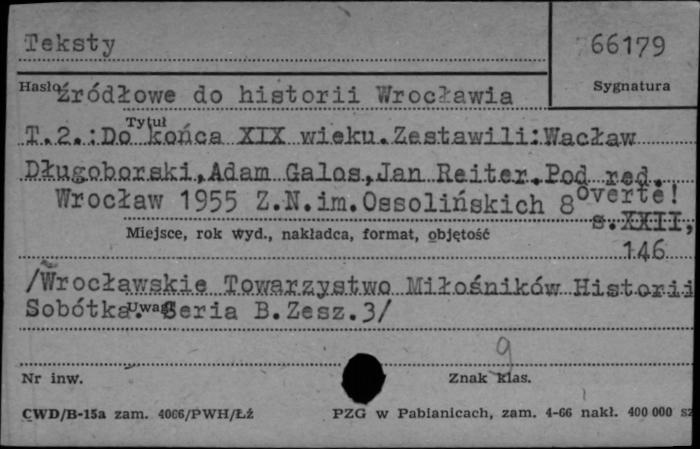 Teksty
66179
Hasło
Sygnatura
źródłowe do historii Wrocławia
Tytuł
T.2.:Do końca XIX wieku.Zestawili:Wacław
Długoborski,Adam Galos,Jan Reiter.Pod red.
Wrocław 1955 Z.N.im.Ossolińskich 8° verte!
s.XXII,
Miejsce, rok wyd., nakładca, format, objętość
146
/Wrocławskie Towarzystwo Miłośników Historii
Sobótka. Seria B.Zesz.3/
Uwagi
9
Nr inw.
Znak klas.
CWD/B-15a zam. 4066/PWH/Łź
PZG w Pabianicach, zam. 4-66 nakł. 400 000 sz